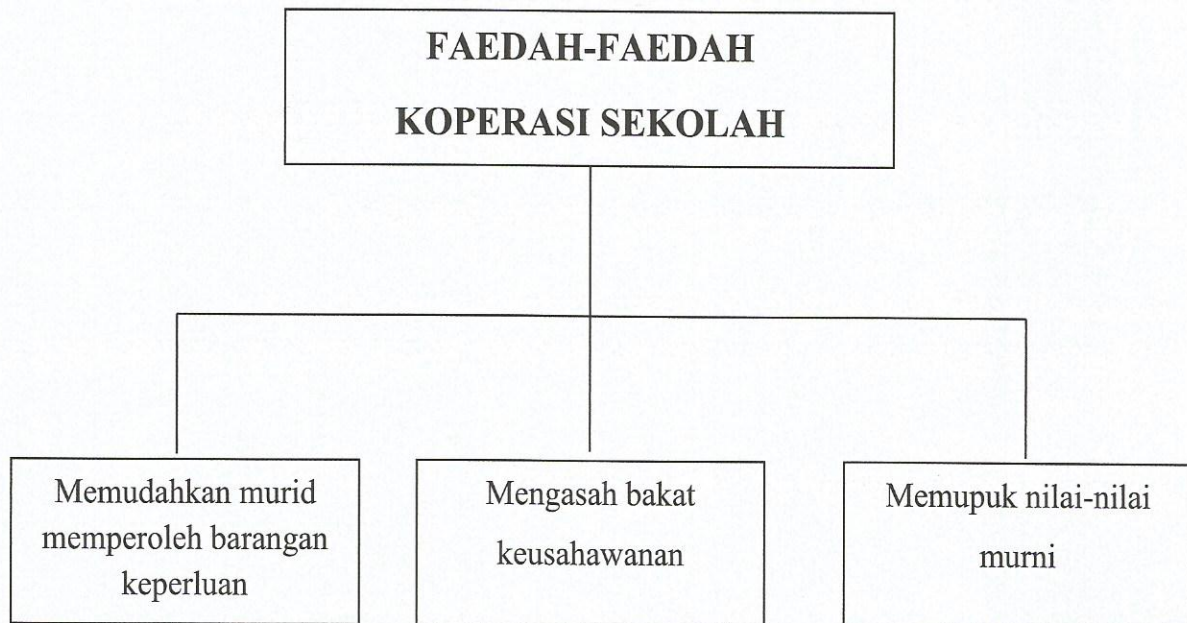 FAEDAH-FAEDAH
KOPERASI SEKOLAH
Memudahkan murid
memperoleh barangan
keperluan
Mengasah bakat
keusahawanan
Memupuk nilai-nilai
murni